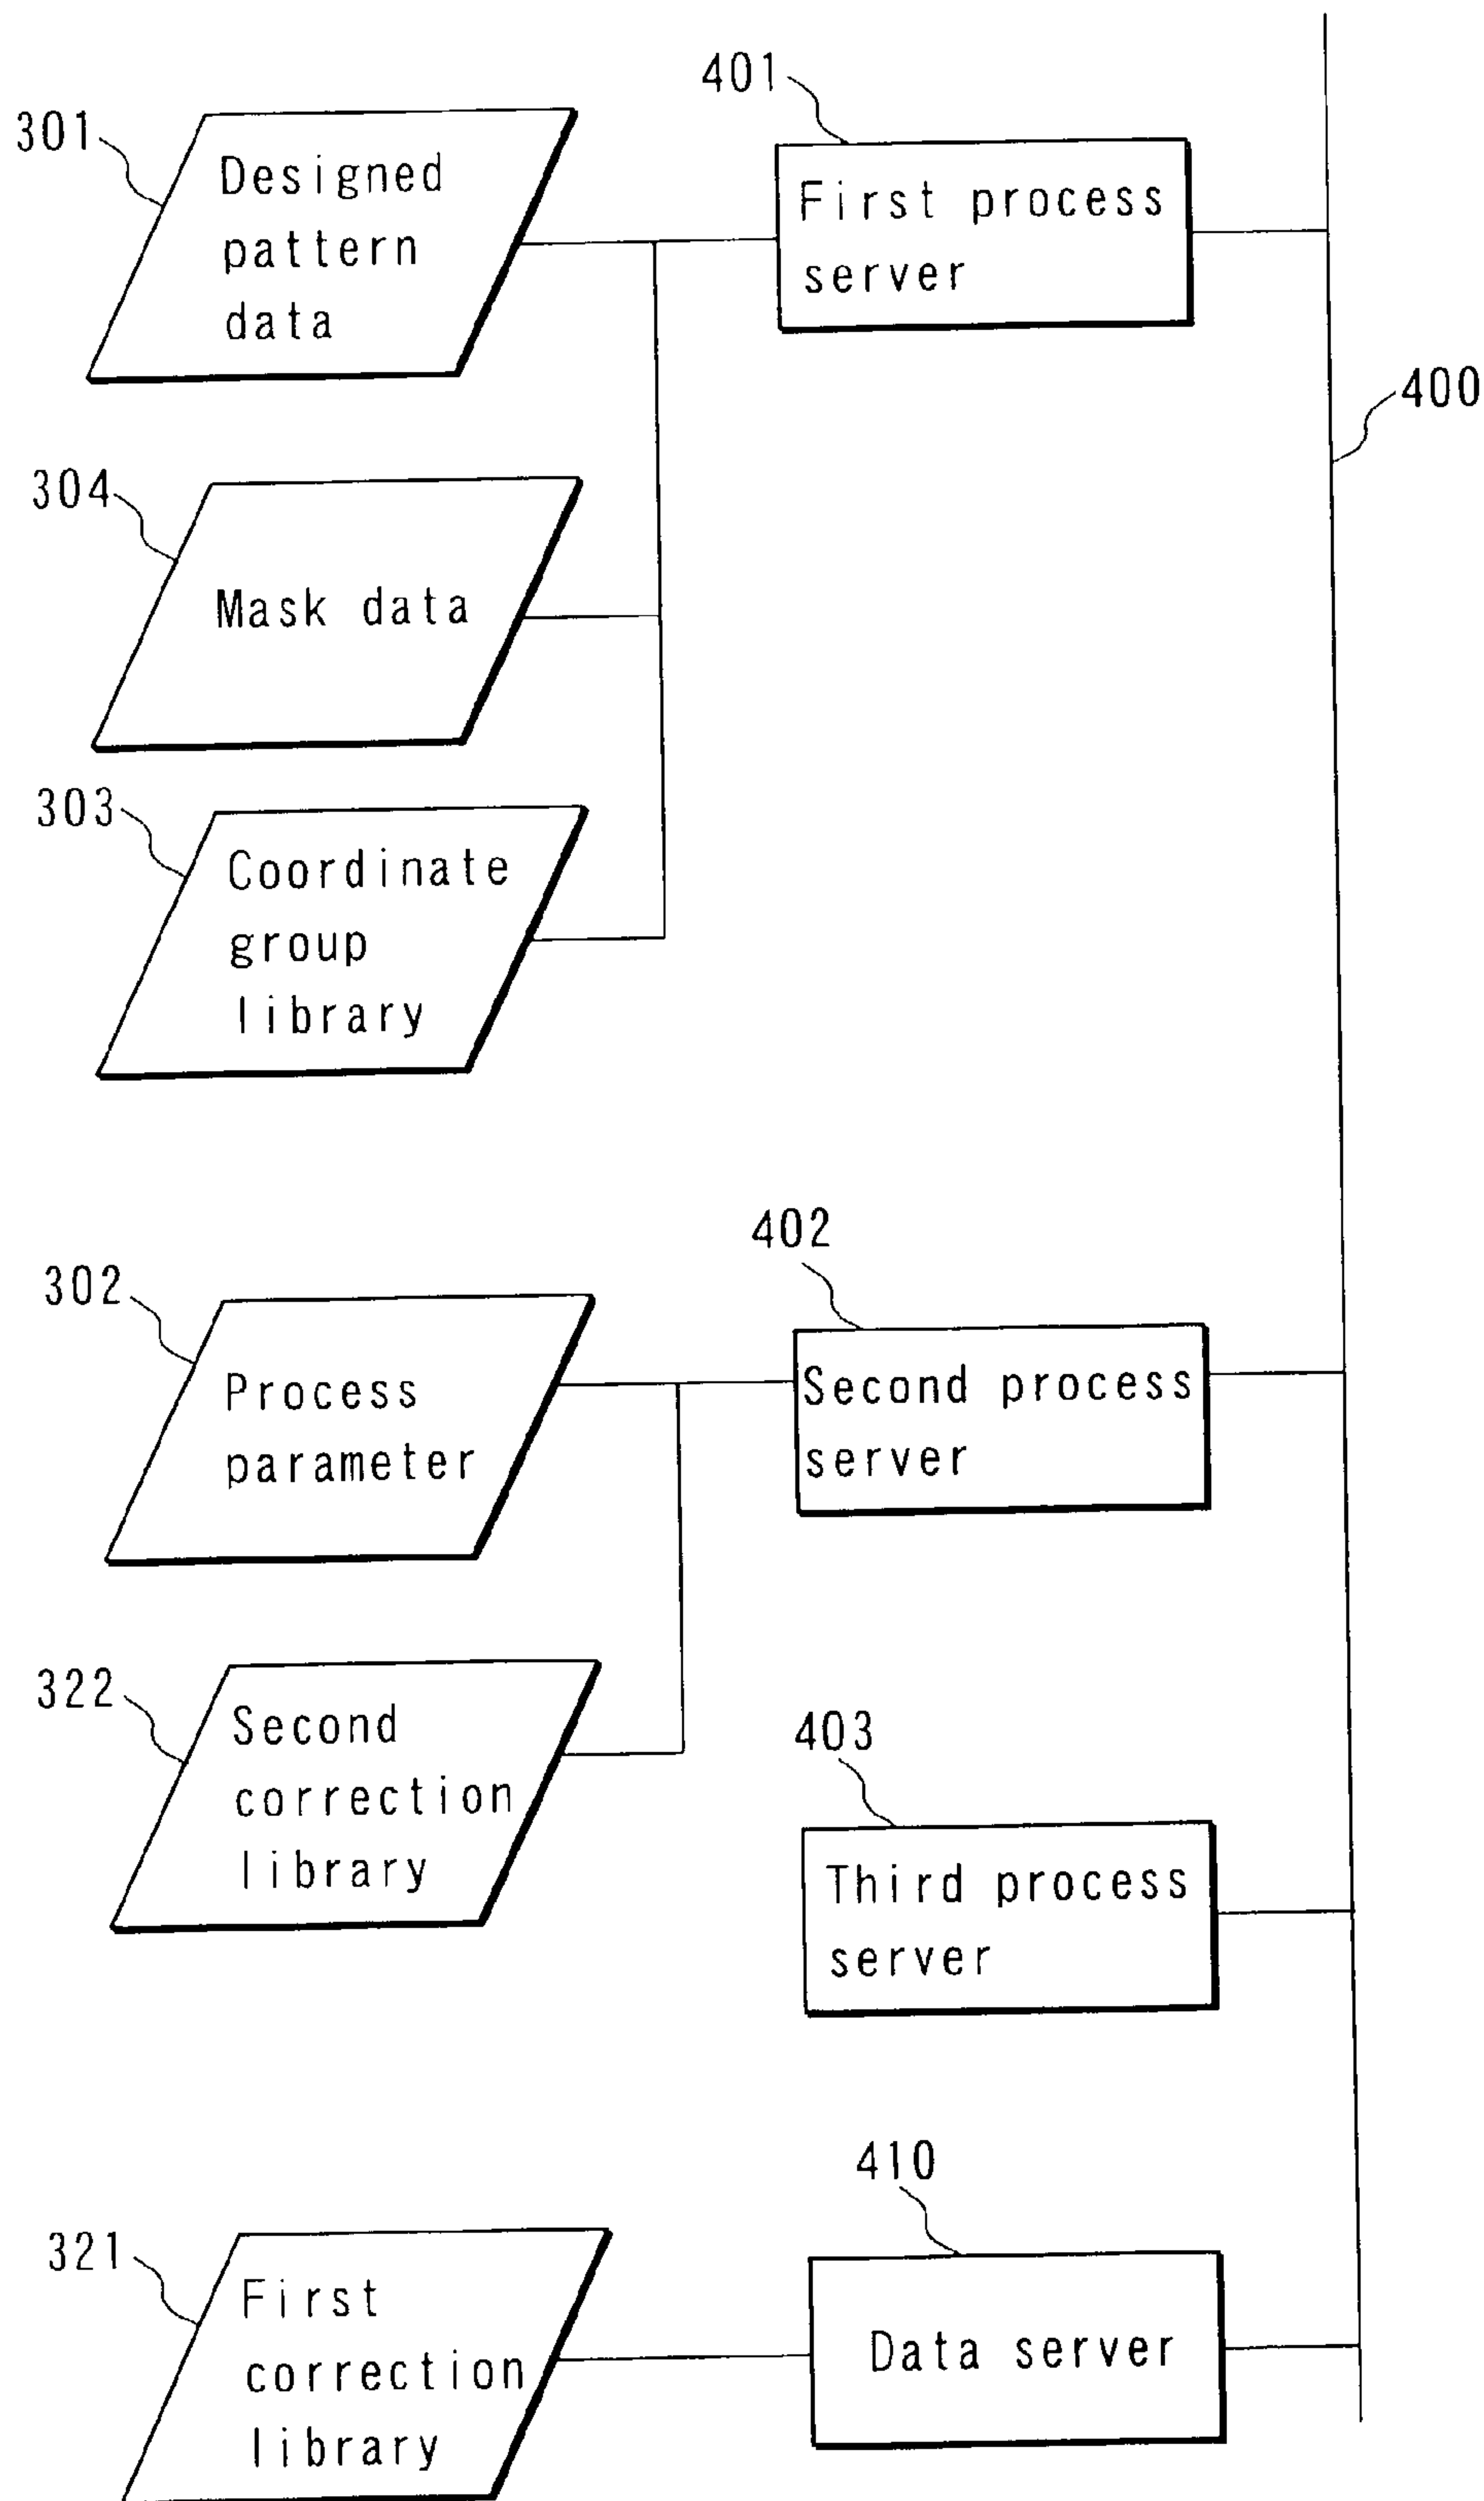 401
301
Designed
pattern
data
First process
server
400
304
Mask data
303
Coordinate
group
library
402
302
Process
parameter
Second process
server
322
Second
correction
library
403
Third process
server
410
321
First
correction
library
Data server